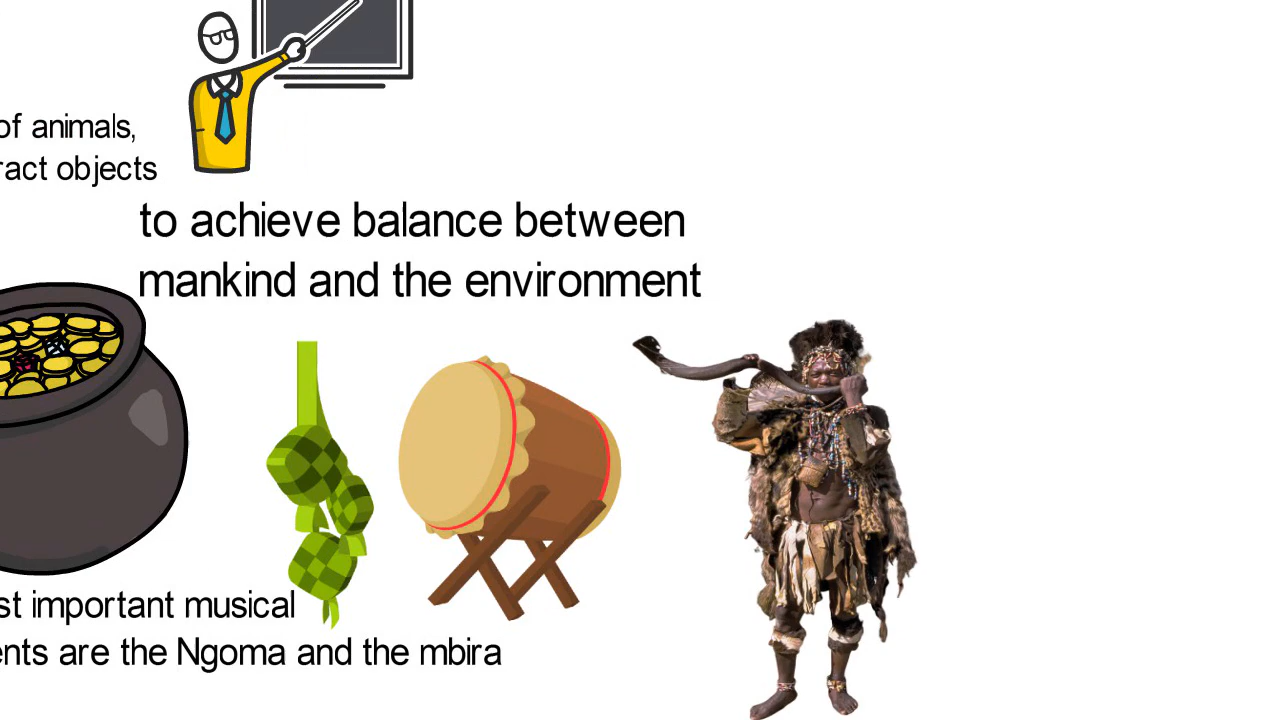 of animals,
ract objects
to achieve balance between
mankind and the environment
st important musical
ents are the Ngoma and the mbira